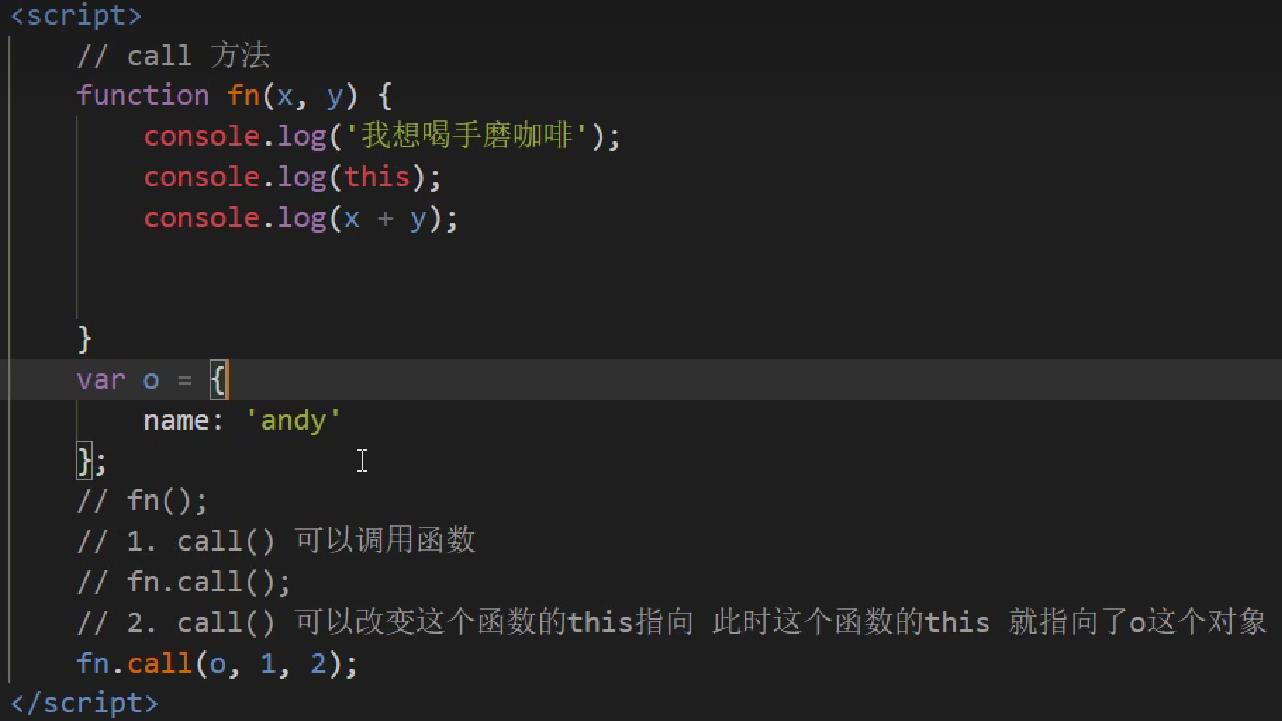 <script>
// call 方法
function fn(x, y) {
console.log('我想喝手磨咖啡');
console.log(this);
console.log(x + y);
}
var o = {
name: 'andy'
};
// fn();
// 1. call() 可以调用函数
// fn.call();
// 2. call() 可以改变这个函数的this指向 此时这个函数的this 就指向了o这个对象
fn.call(o, 1, 2);
</script>